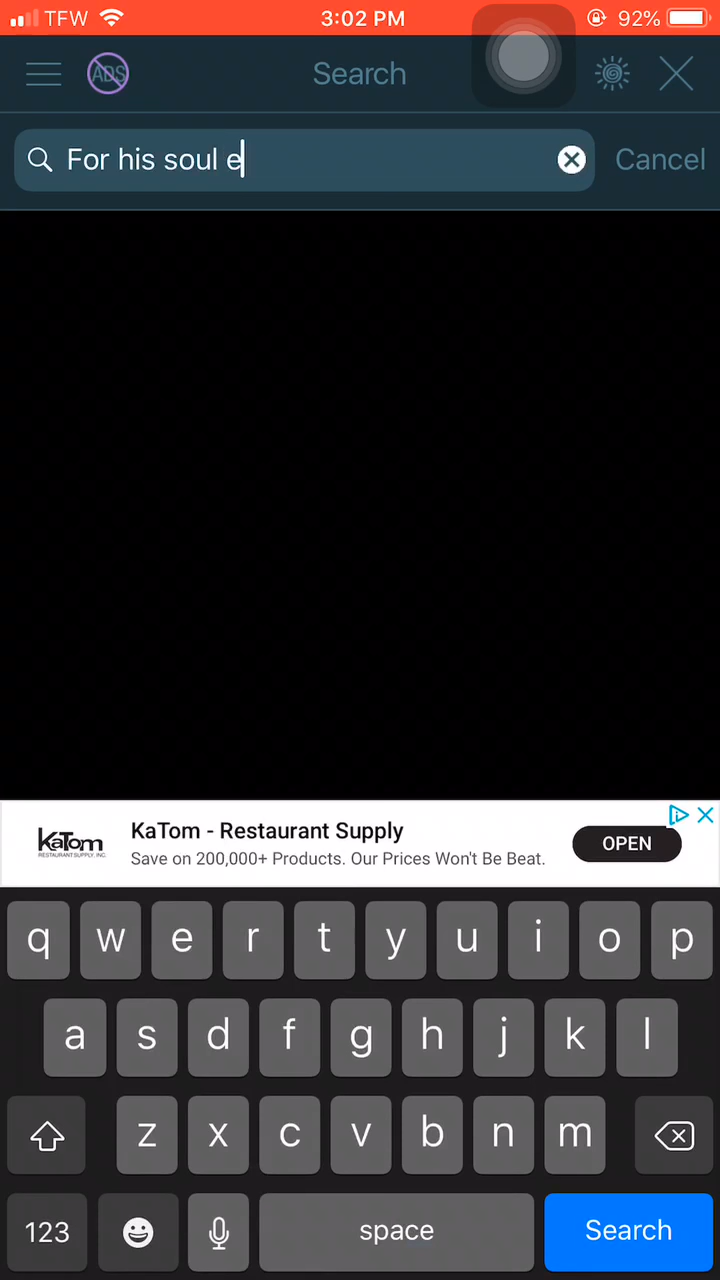 TFW 3:02 PM 92%
ADS Search
For his soul e Cancel
KaTom
RESTAURANT SUPPLY, INC.
KaTom - Restaurant Supply
Save on 200,000+ Products. Our Prices Won't Be Beat.
OPEN
q w e r t y u i o p
a s d f g h j k l
z x c v b n m
123 space Search